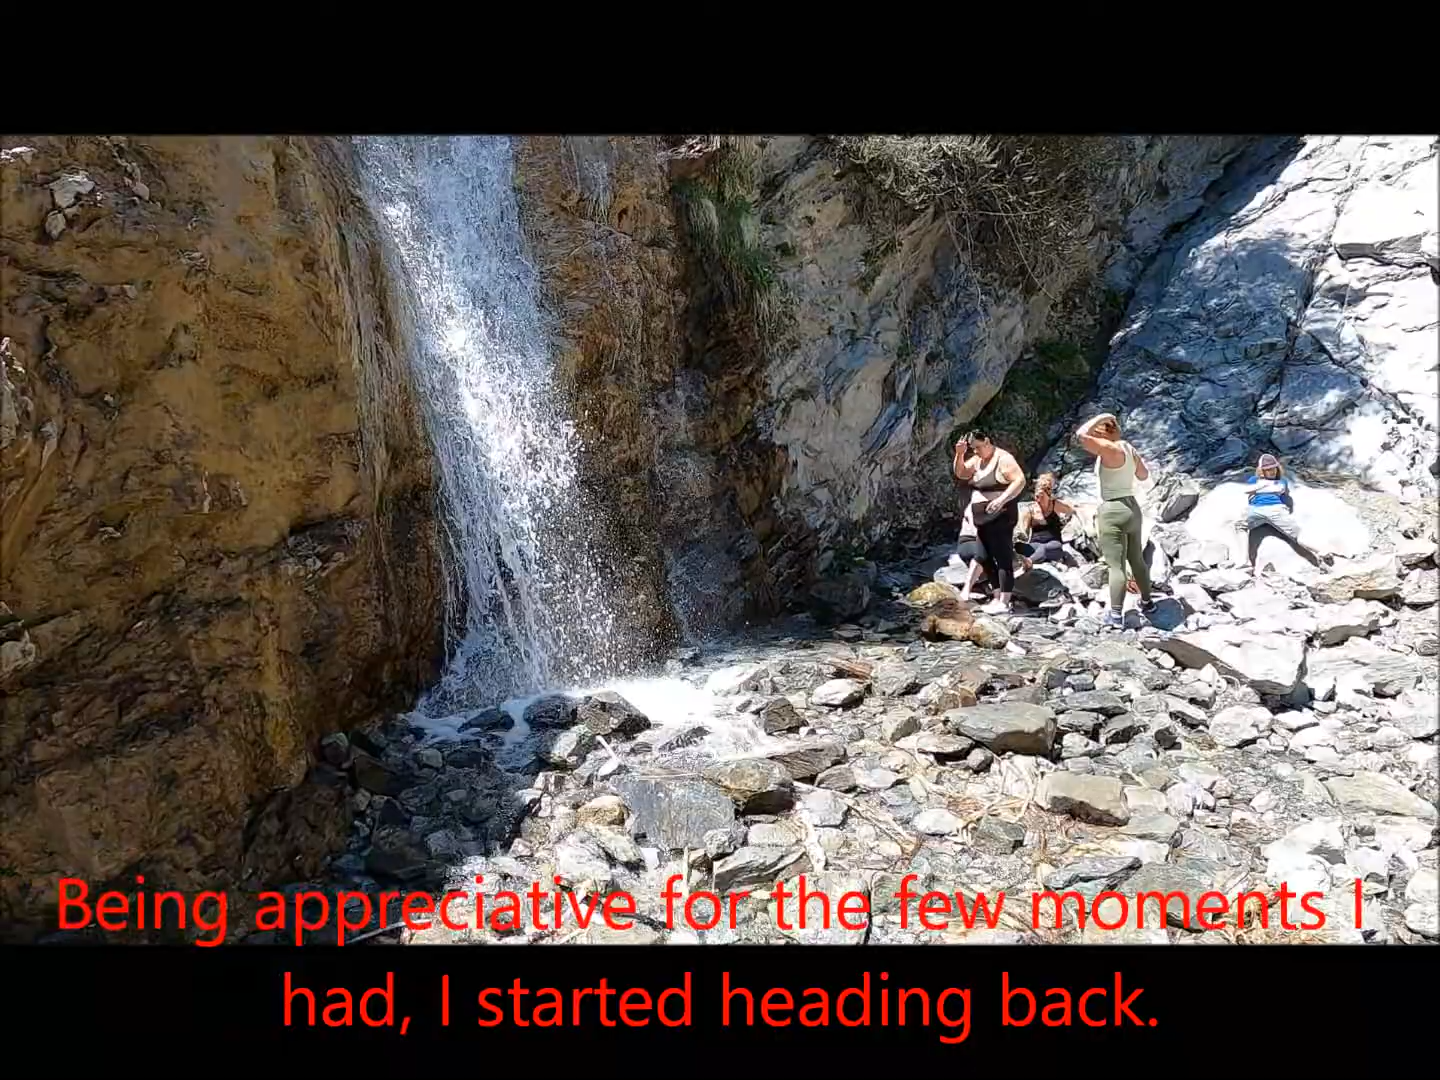 Being appreciative for the few moments I
had, I started heading back.